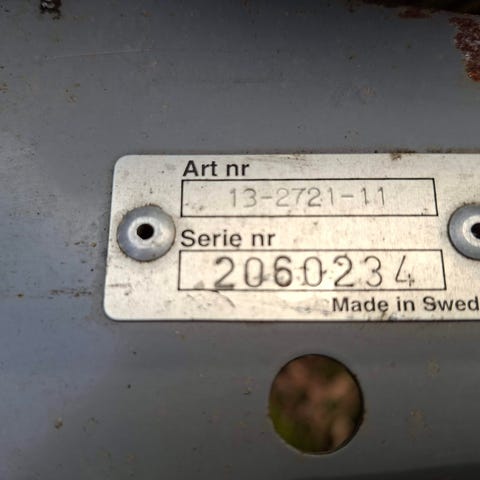 Art nr
13-2721-11
Serie nr
2060234
Made in Swed